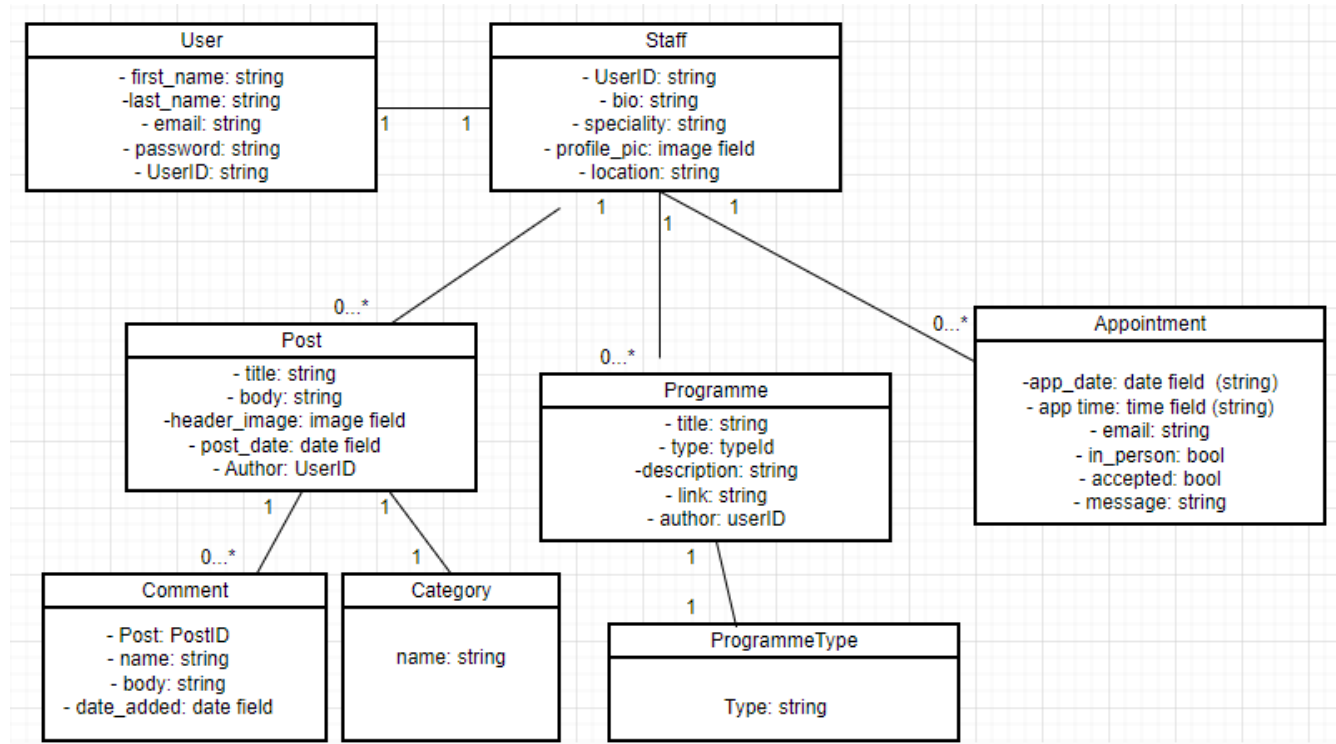 User
- first_name: string
-last_name: string
- email: string
- password: string
- UserID: string
1
1
Staff
- UserID: string
- bio: string
- speciality: string
- profile_pic: image field
- location: string
1
1
1
0...*
0...*
0...*
Post
- title: string
- body: string
-header_image: image field
- post_date: date field
- Author: UserID
Programme
- title: string
- type: typeId
-description: string
- link: string
- author: userID
Appointment
-app_date: date field (string)
- app time: time field (string)
- email: string
- in_person: bool
- accepted: bool
- message: string
1
1
0...*
1
1
1
Comment
- Post: PostID
- name: string
- body: string
- date_added: date field
Category
name: string
ProgrammeType
Type: string